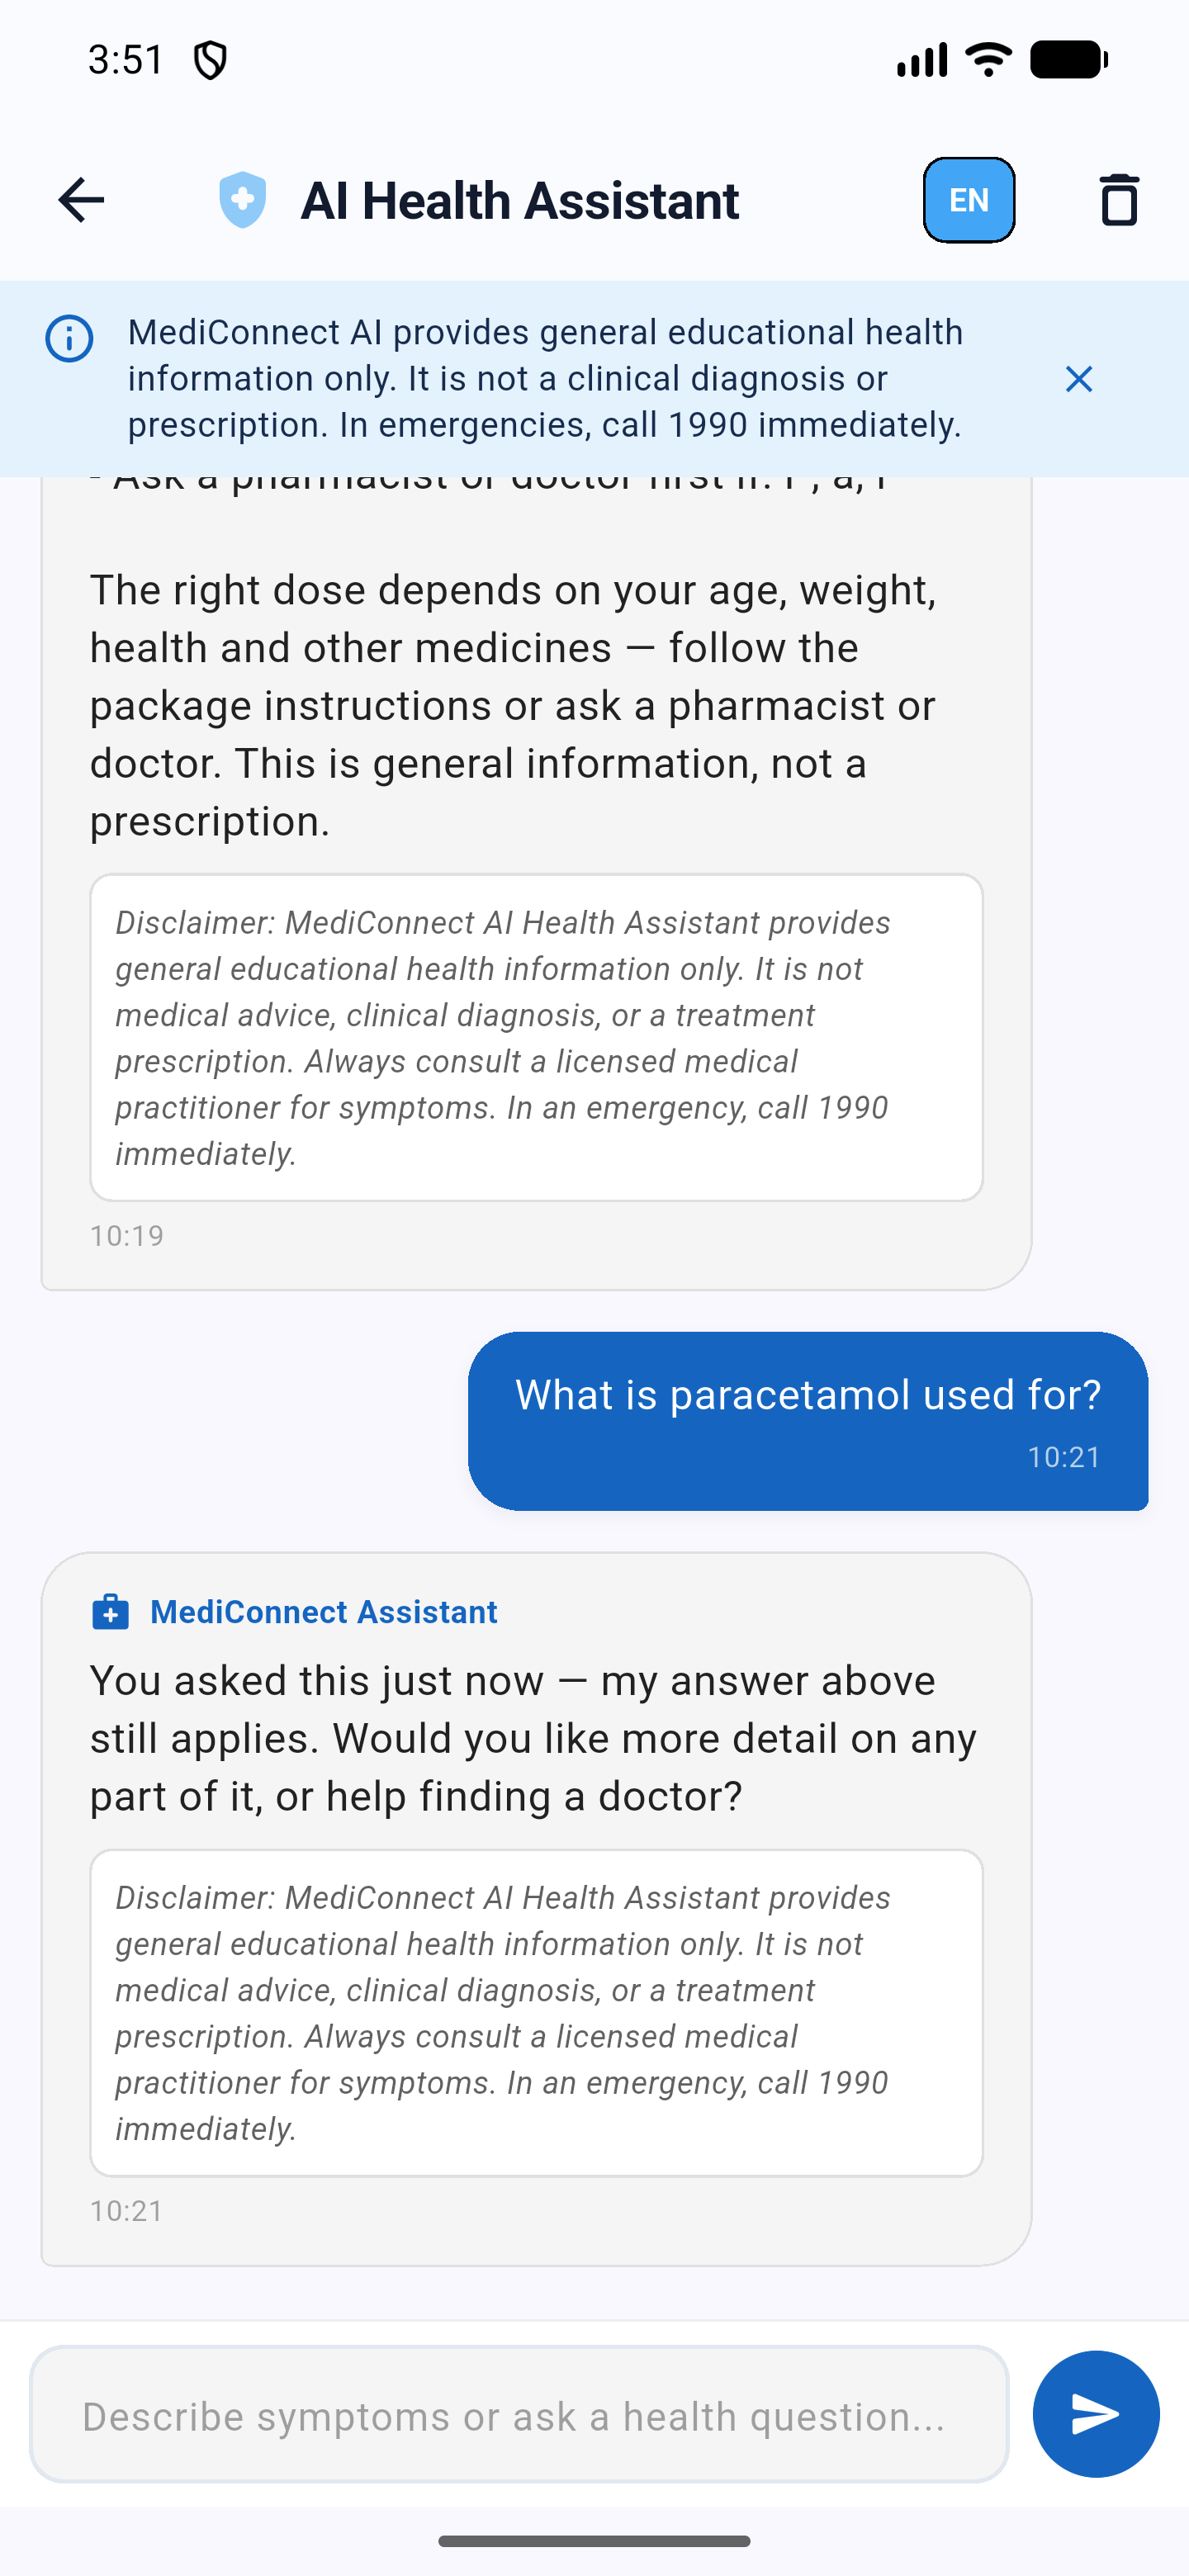 3:51
AI Health Assistant
EN
MediConnect AI provides general educational health
information only. It is not a clinical diagnosis or
prescription. In emergencies, call 1990 immediately.
- Ask a pharmacist or doctor first if:
The right dose depends on your age, weight,
health and other medicines — follow the
package instructions or ask a pharmacist or
doctor. This is general information, not a
prescription.
Disclaimer: MediConnect AI Health Assistant provides
general educational health information only. It is not
medical advice, clinical diagnosis, or a treatment
prescription. Always consult a licensed medical
practitioner for symptoms. In an emergency, call 1990
immediately.
10:19
What is paracetamol used for?
10:21
MediConnect Assistant
You asked this just now — my answer above
still applies. Would you like more detail on any
part of it, or help finding a doctor?
Disclaimer: MediConnect AI Health Assistant provides
general educational health information only. It is not
medical advice, clinical diagnosis, or a treatment
prescription. Always consult a licensed medical
practitioner for symptoms. In an emergency, call 1990
immediately.
10:21
Describe symptoms or ask a health question...